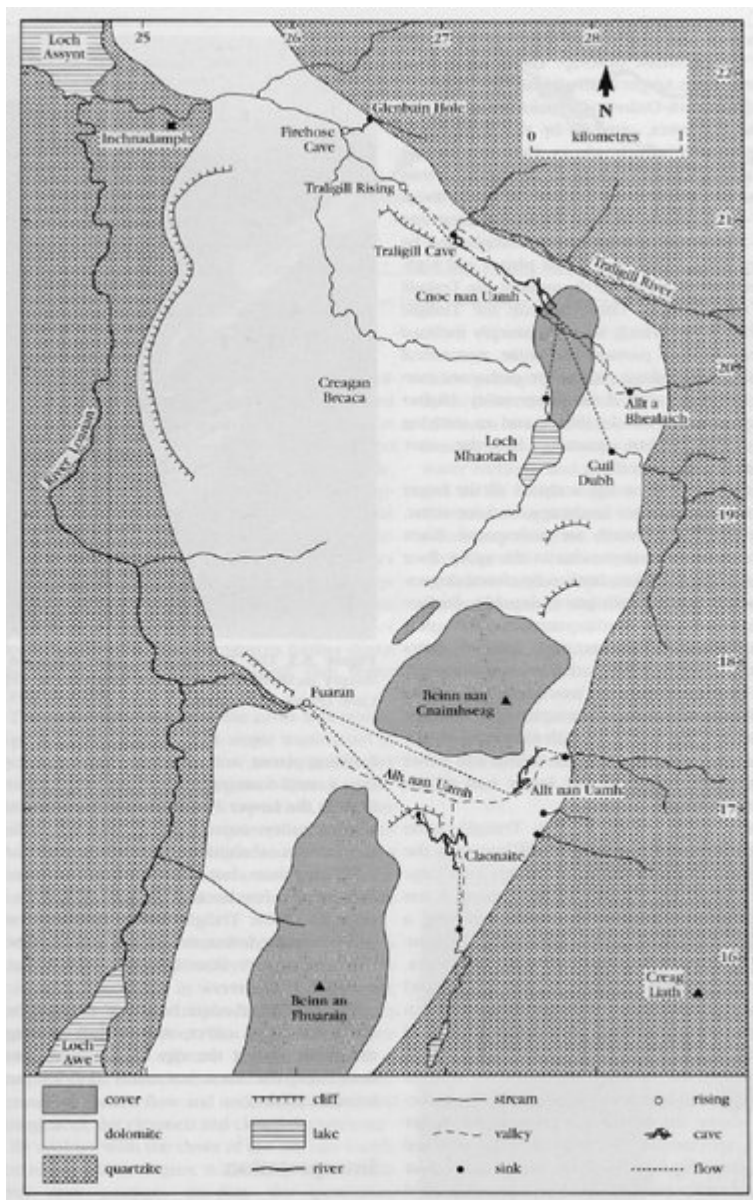 Loch
Assynt
25
26
27
28
22
N
0 kilometres 1
Glenbain Hole
Inchnadamph
Firehose
Cave
Traligill Rising
21
Traligill Cave
Traligill River
Cnoc nan Uamh
20
Creagan
Breaca
Allt a
Bhealaich
Loch
Mhaotach
Cuil
Dubh
River Loanan
19
18
Fuaran
Beinn nan
Cnaimhseag
Allt nan Uamh
Allt nan Uamh
17
Claonaite
16
Creag
Liath
Beinn an
Fhuarain
Loch
Awe
cover
cliff
stream
rising
dolomite
lake
valley
cave
quartzite
river
sink
flow